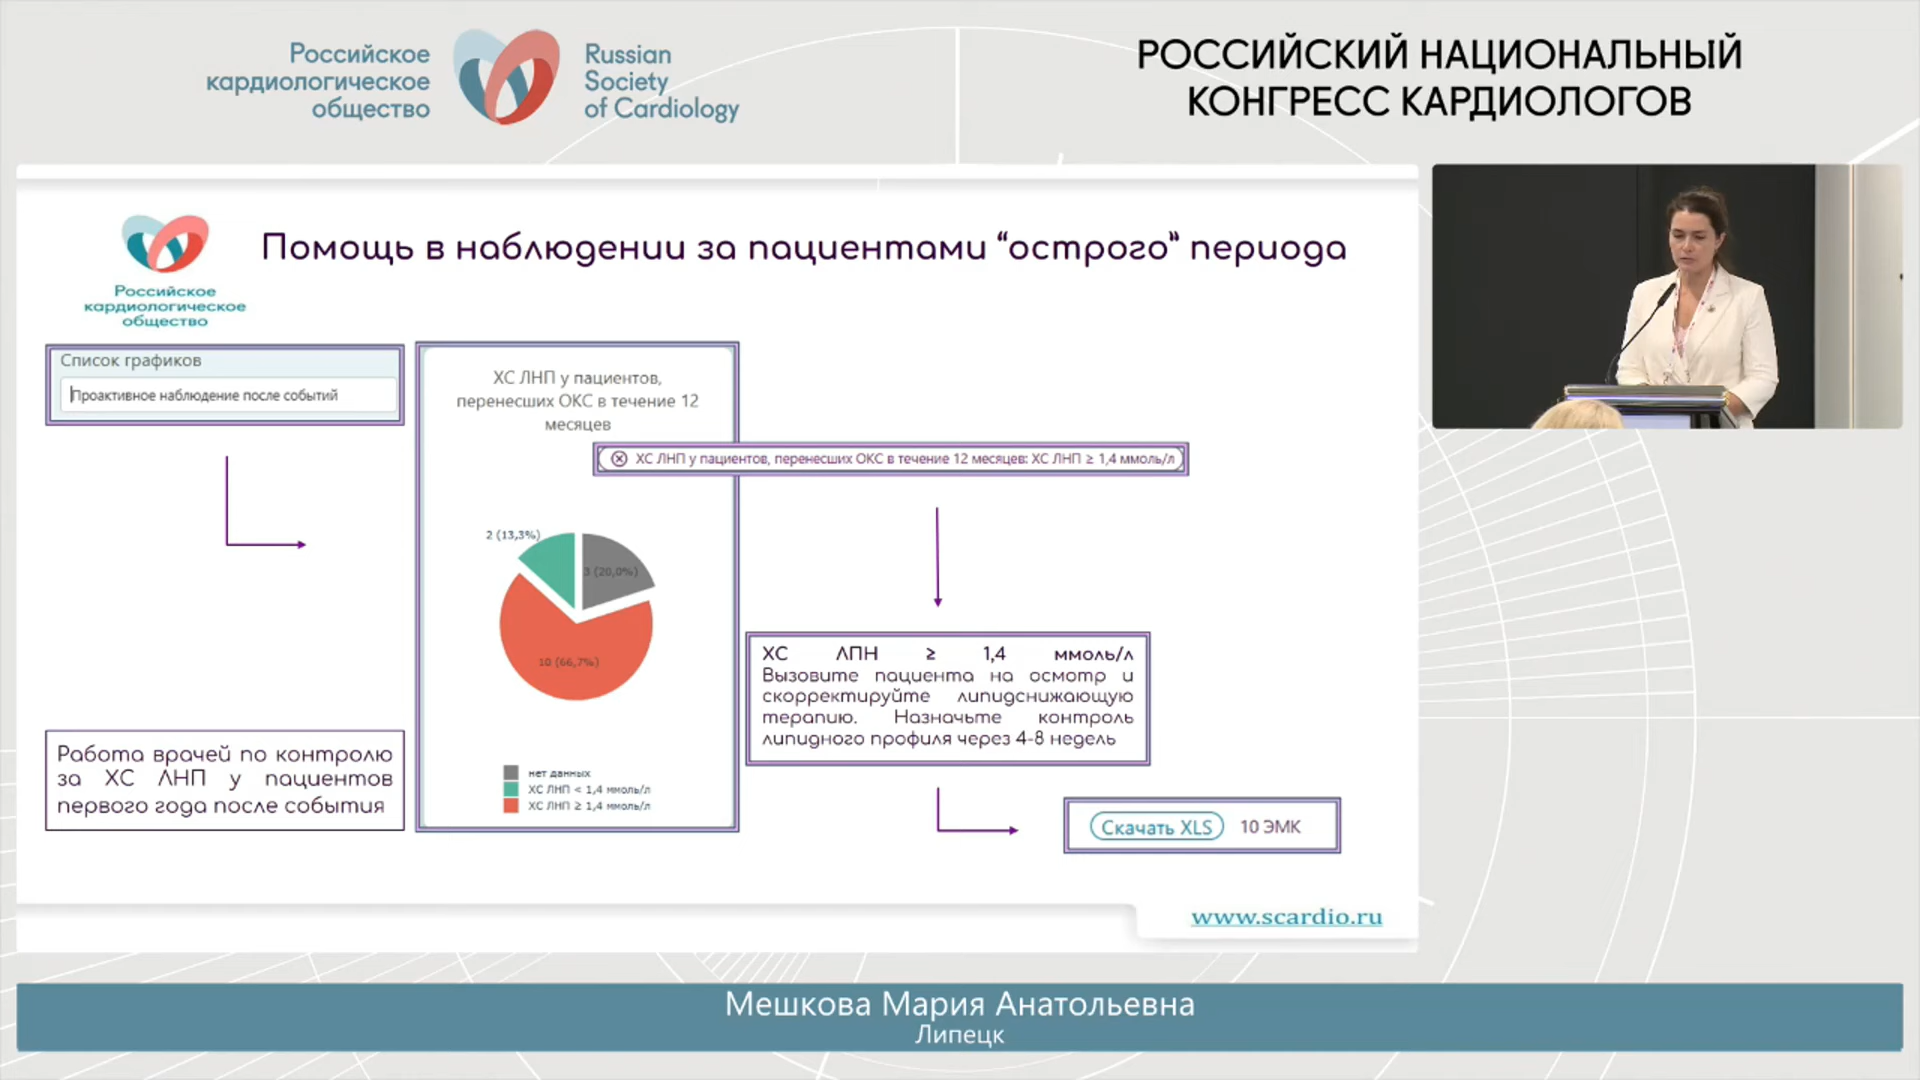 Российское
кардиологическое
общество
Russian
Society
of Cardiology
РОССИЙСКИЙ НАЦИОНАЛЬНЫЙ
КОНГРЕСС КАРДИОЛОГОВ
Российское
кардиологическое
общество
Помощь в наблюдении за пациентами “острого” периода
Список графиков
Проактивное наблюдение после событий
ХС ЛНП у пациентов,
перенесших ОКС в течение 12
месяцев
ХС ЛНП у пациентов, перенесших ОКС в течение 12 месяцев: ХС ЛНП ≥ 1,4 ммоль/л
2 (13,3%)
3 (20,0%)
10 (66,7%)
нет данных
ХС ЛНП < 1,4 ммоль/л
ХС ЛНП ≥ 1,4 ммоль/л
ХС ЛПН ≥ 1,4 ммоль/л
Вызовите пациента на осмотр и
скорректируйте липидснижающую
терапию. Назначьте контроль
липидного профиля через 4-8 недель
Работа врачей по контролю
за ХС ЛНП у пациентов
первого года после события
Скачать XLS 10 ЭМК
www.scardio.ru
Мешкова Мария Анатольевна
Липецк